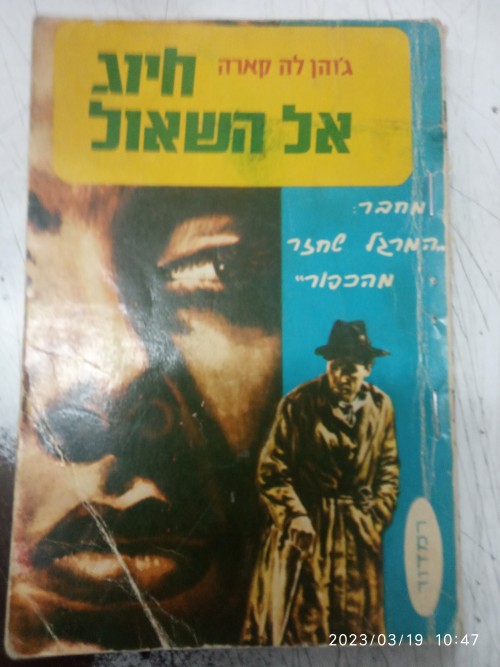 ג'והן לה קארה
חיוג
אל השאול
מחבר:
"המרגל שחזר
מהכפור"
רמדור
2023/03/19 10:47